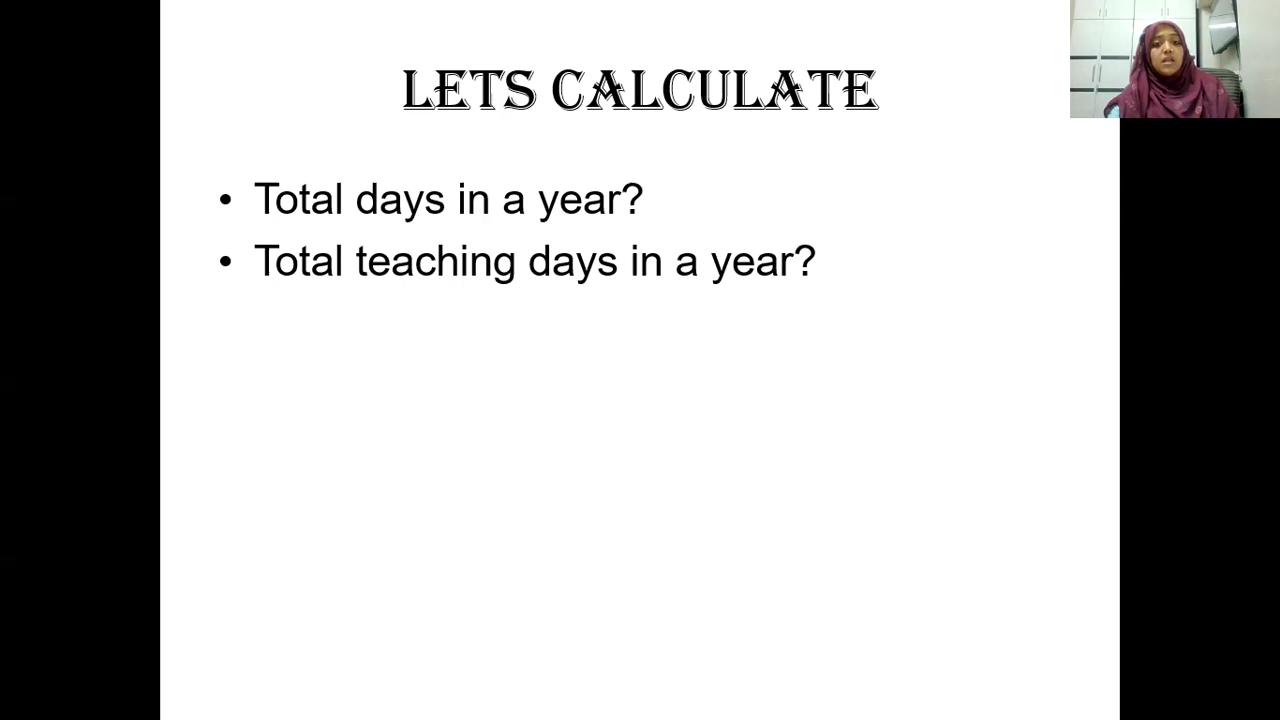 LETS CALCULATE
• Total days in a year?
• Total teaching days in a year?